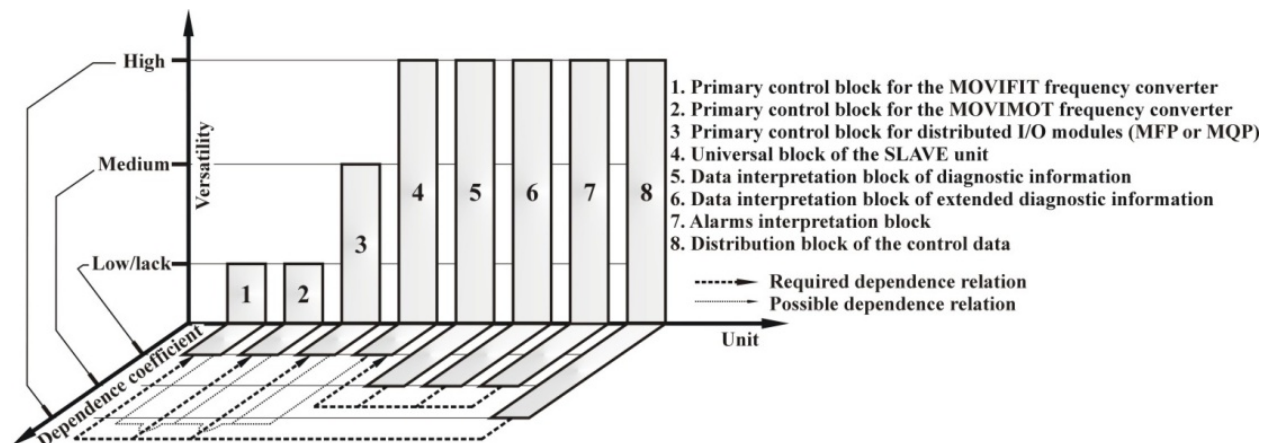 High
Medium
Low/lack
Versatility
Dependence coefficient
Unit
1
2
3
4
5
6
7
8
1. Primary control block for the MOVIFIT frequency converter
2. Primary control block for the MOVIMOT frequency converter
3 Primary control block for distributed I/O modules (MFP or MQP)
4. Universal block of the SLAVE unit
5 Data interpretation block of diagnostic information
6. Data interpretation block of extended diagnostic information
7. Alarms interpretation block
8. Distribution block of the control data
Required dependence relation
Possible dependence relation